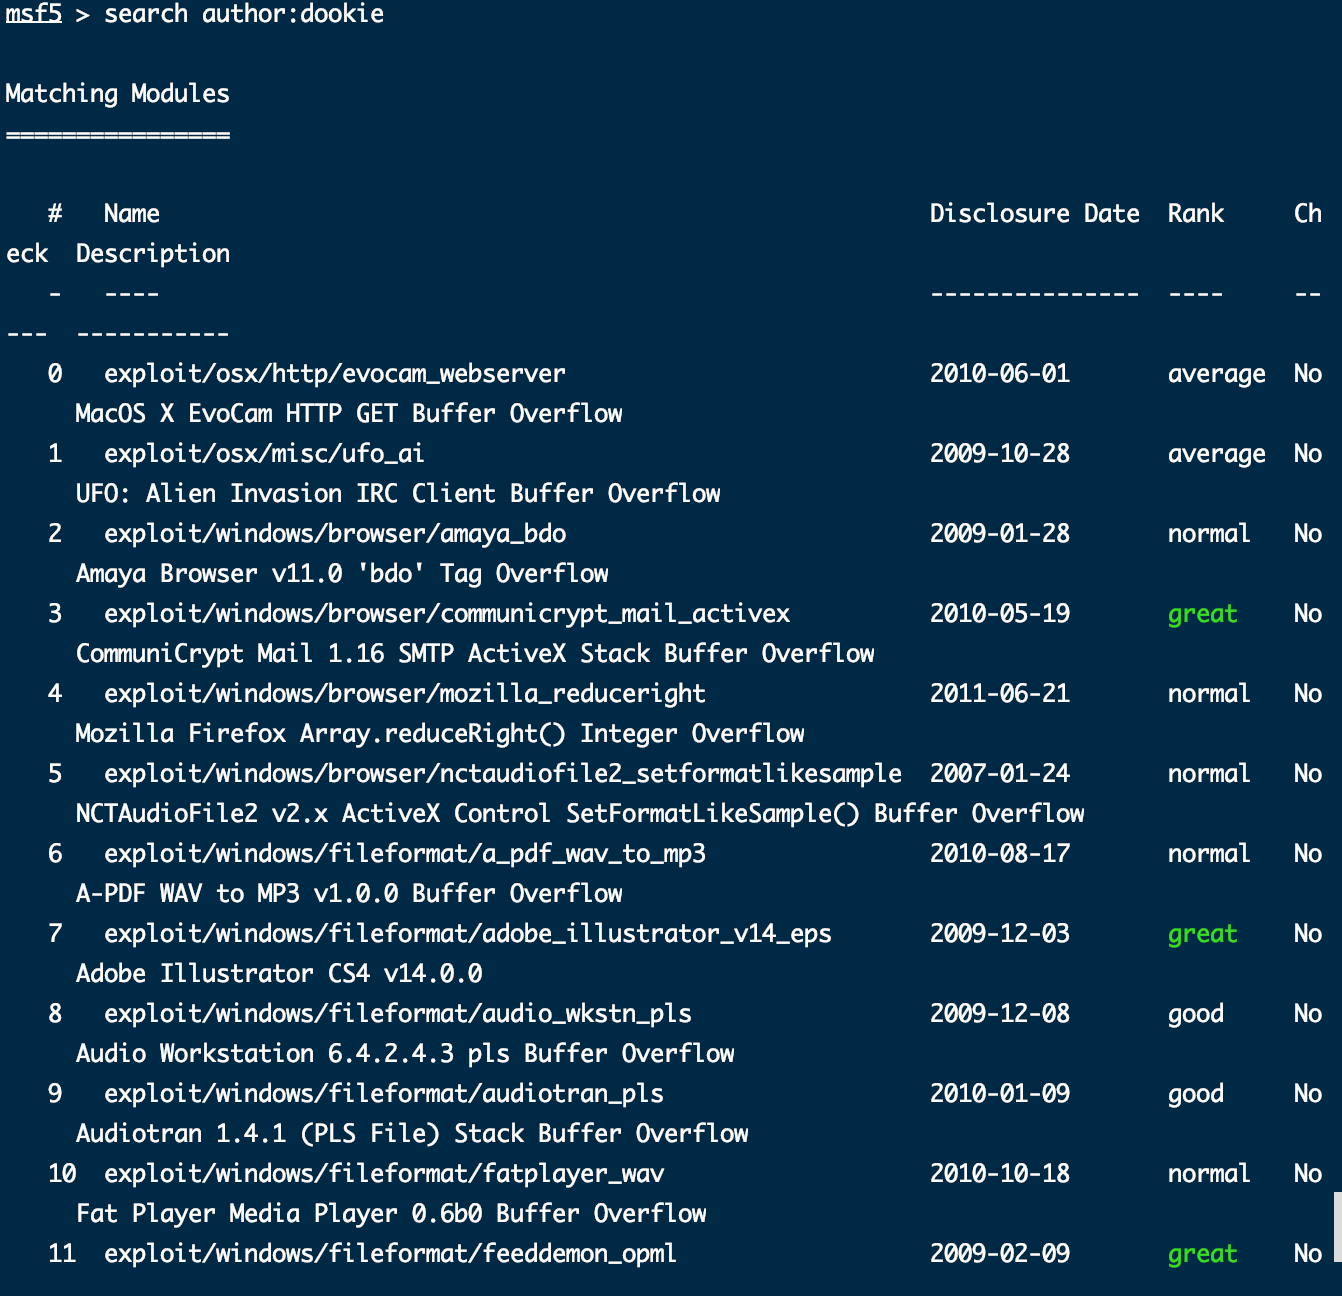 msf5 > search author:dookie
Matching Modules
================
# Name Disclosure Date Rank Ch
eck Description
- ---- --------------- ---- --
--- -----------
0 exploit/osx/http/evocam_webserver 2010-06-01 average No
MacOS X EvoCam HTTP GET Buffer Overflow
1 exploit/osx/misc/ufo_ai 2009-10-28 average No
UFO: Alien Invasion IRC Client Buffer Overflow
2 exploit/windows/browser/amaya_bdo 2009-01-28 normal No
Amaya Browser v11.0 'bdo' Tag Overflow
3 exploit/windows/browser/communicrypt_mail_activex 2010-05-19 great No
CommuniCrypt Mail 1.16 SMTP ActiveX Stack Buffer Overflow
4 exploit/windows/browser/mozilla_reduceright 2011-06-21 normal No
Mozilla Firefox Array.reduceRight() Integer Overflow
5 exploit/windows/browser/nctaudiofile2_setformatlikesample 2007-01-24 normal No
NCTAudioFile2 v2.x ActiveX Control SetFormatLikeSample() Buffer Overflow
6 exploit/windows/fileformat/a_pdf_wav_to_mp3 2010-08-17 normal No
A-PDF WAV to MP3 v1.0.0 Buffer Overflow
7 exploit/windows/fileformat/adobe_illustrator_v14_eps 2009-12-03 great No
Adobe Illustrator CS4 v14.0.0
8 exploit/windows/fileformat/audio_wkstn_pls 2009-12-08 good No
Audio Workstation 6.4.2.4.3 pls Buffer Overflow
9 exploit/windows/fileformat/audiotran_pls 2010-01-09 good No
Audiotran 1.4.1 (PLS File) Stack Buffer Overflow
10 exploit/windows/fileformat/fatplayer_wav 2010-10-18 normal No
Fat Player Media Player 0.6b0 Buffer Overflow
11 exploit/windows/fileformat/feeddemon_opml 2009-02-09 great No